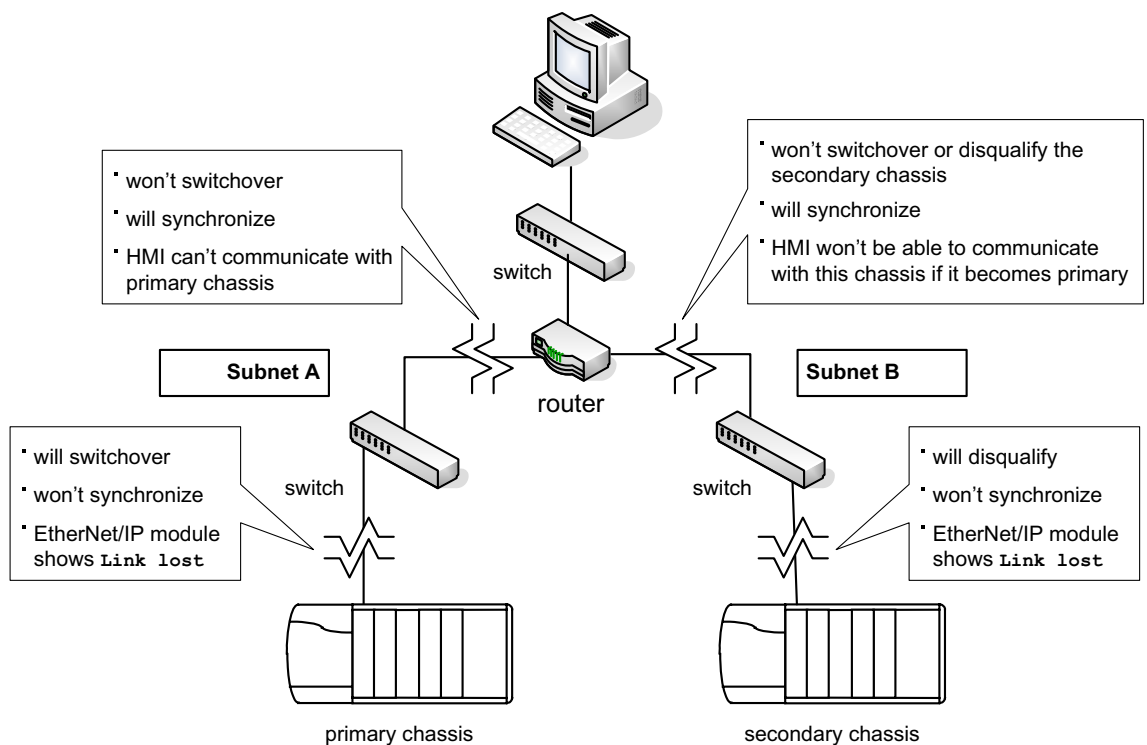 ▪ won’t switchover
▪ will synchronize
▪ HMI can’t communicate with
primary chassis
▪ won’t switchover or disqualify the
secondary chassis
▪ will synchronize
▪ HMI won’t be able to communicate
with this chassis if it becomes primary
switch
Subnet A
router
Subnet B
▪ will switchover
▪ won’t synchronize
▪ EtherNet/IP module
shows Link lost
switch
switch
▪ will disqualify
▪ won’t synchronize
▪ EtherNet/IP module
shows Link lost
primary chassis
secondary chassis